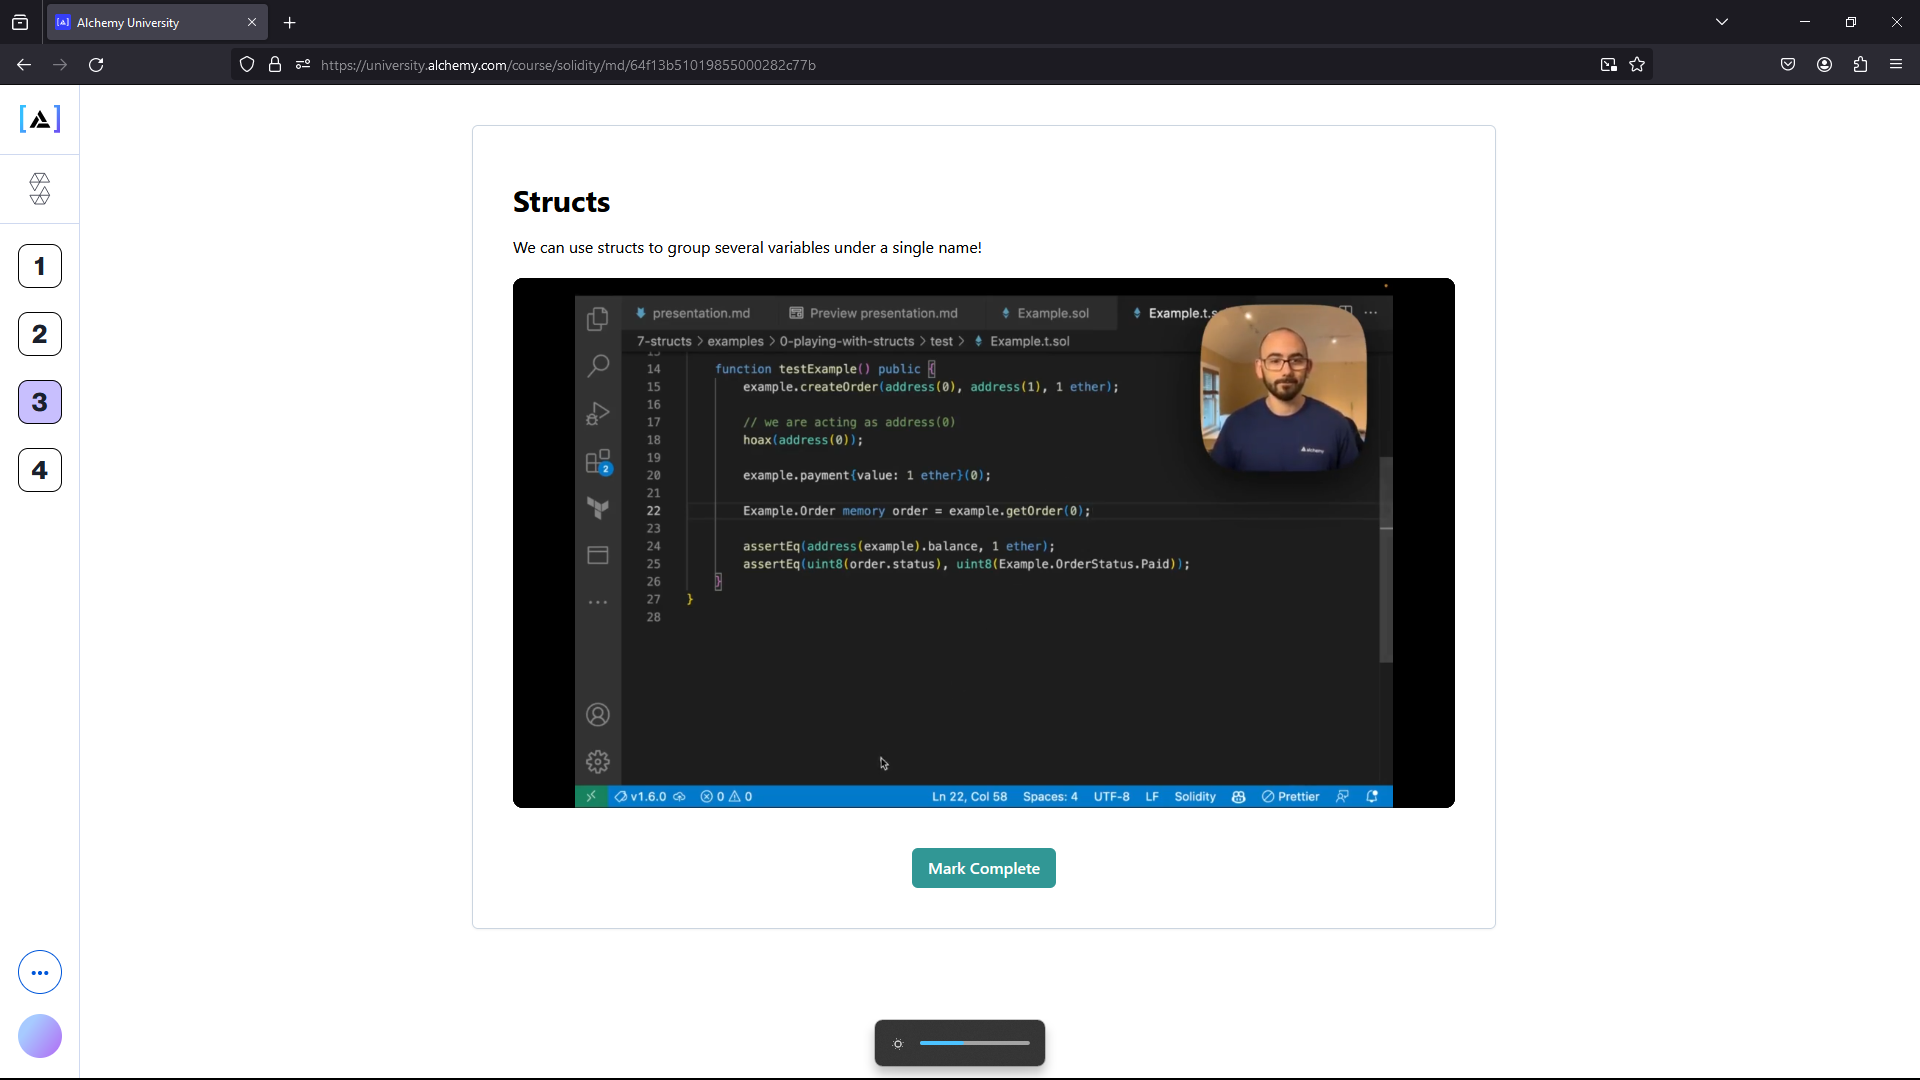 Alchemy University
https://university.alchemy.com/course/solidity/md/64f13b51019855000282c77b
1
2
3
4
Structs
We can use structs to group several variables under a single name!
presentation.md
Preview presentation.md
Example.sol
Example.t.s
7-structs > examples > 0-playing-with-structs > test > Example.t.sol
14 function testExample() public {
15 example.createOrder(address(0), address(1), 1 ether);
16
17 // we are acting as address(0)
18 hoax(address(0));
19
20 example.payment{value: 1 ether}(0);
21
22 Example.Order memory order = example.getOrder(0);
23
24 assertEq(address(example).balance, 1 ether);
25 assertEq(uint8(order.status), uint8(Example.OrderStatus.Paid));
26 }
27 }
28
2
alchemy
v1.6.0 0 0 Ln 22, Col 58 Spaces: 4 UTF-8 LF Solidity Prettier
Mark Complete